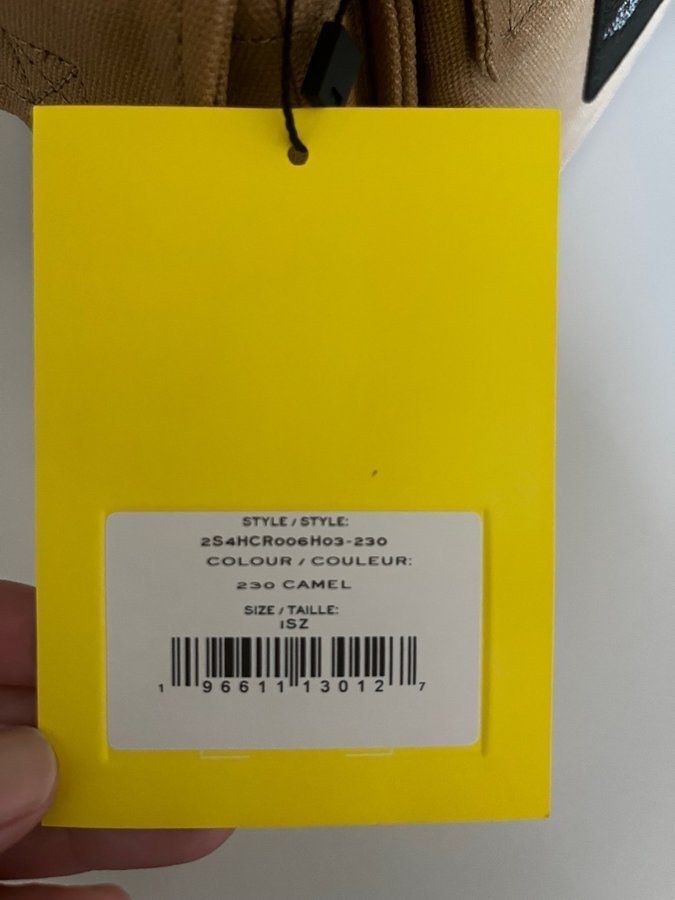 STYLE / STYLE:
2S4HCR006H03-230
COLOUR / COULEUR:
230 CAMEL
SIZE / TAILLE:
1SZ
1 96611 13012 7